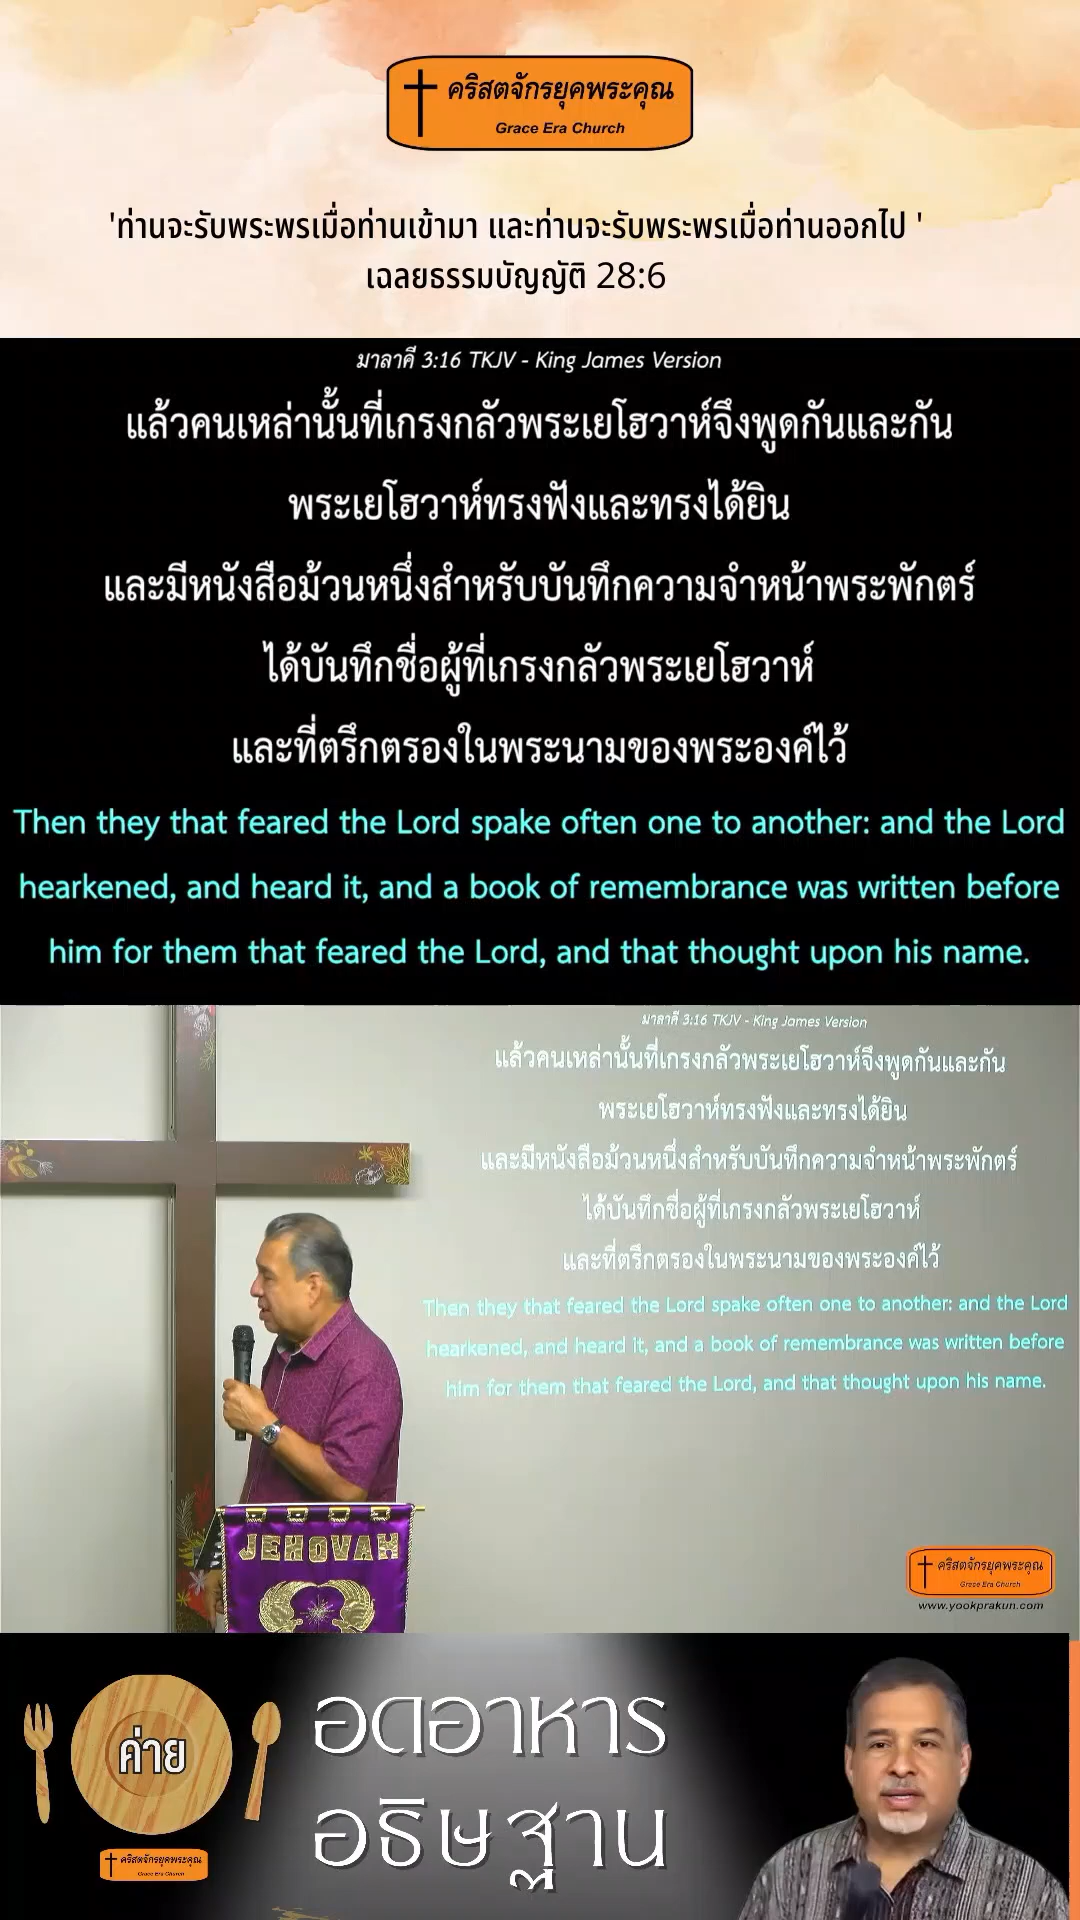 คริสตจักรยุคพระคุณ
Grace Era Church
'ท่านจะรับพระพรเมื่อท่านเข้ามา และท่านจะรับพระพรเมื่อท่านออกไป '
เฉลยธรรมบัญญัติ 28:6
มาลาคี 3:16 TKJV - King James Version
แล้วคนเหล่านั้นที่เกรงกลัวพระเยโฮวาห์จึงพูดกันและกัน
พระเยโฮวาห์ทรงฟังและทรงได้ยิน
และมีหนังสือม้วนหนึ่งสำหรับบันทึกความจำหน้าพระพักตร์
ได้บันทึกชื่อผู้ที่เกรงกลัวพระเยโฮวาห์
และที่ตรึกตรองในพระนามของพระองค์ไว้
Then they that feared the Lord spake often one to another: and the Lord
hearkened, and heard it, and a book of remembrance was written before
him for them that feared the Lord, and that thought upon his name.
มาลาคี 3:16 TKJV - King James Version
แล้วคนเหล่านั้นที่เกรงกลัวพระเยโฮวาห์จึงพูดกันและกัน
พระเยโฮวาห์ทรงฟังและทรงได้ยิน
และมีหนังสือม้วนหนึ่งสำหรับบันทึกความจำหน้าพระพักตร์
ได้บันทึกชื่อผู้ที่เกรงกลัวพระเยโฮวาห์
และที่ตรึกตรองในพระนามของพระองค์ไว้
Then they that feared the Lord spake often one to another: and the Lord
hearkened, and heard it, and a book of remembrance was written before
him for them that feared the Lord, and that thought upon his name.
JEHOVAH
คริสตจักรยุคพระคุณ
Grace Era Church
www.yookprakun.com
ค่าย
อดอาหาร
อธิษฐาน
คริสตจักรยุคพระคุณ
Grace Era Church